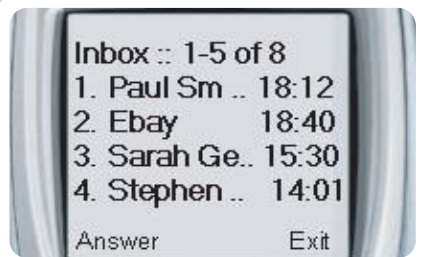 Inbox :: 1-5 of 8
1. Paul Sm .. 18:12
2. Ebay 18:40
3. Sarah Ge.. 15:30
4. Stephen .. 14:01
Answer Exit